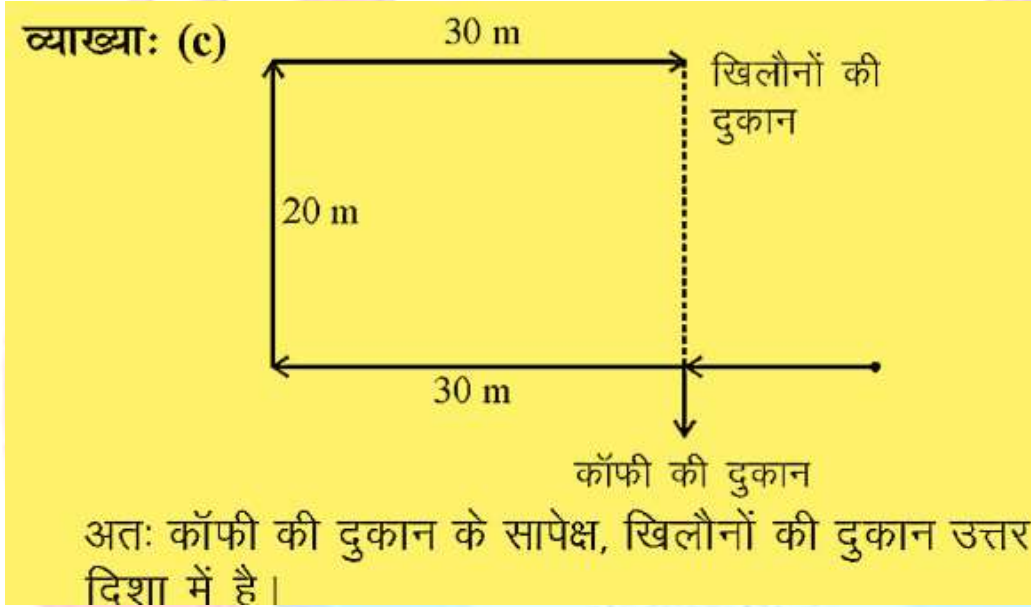 व्याख्याः (c)
30 m
खिलौनों की
दुकान
20 m
30 m
कॉफी की दुकान
अतः कॉफी की दुकान के सापेक्ष, खिलौनों की दुकान उत्तर
दिशा में है।